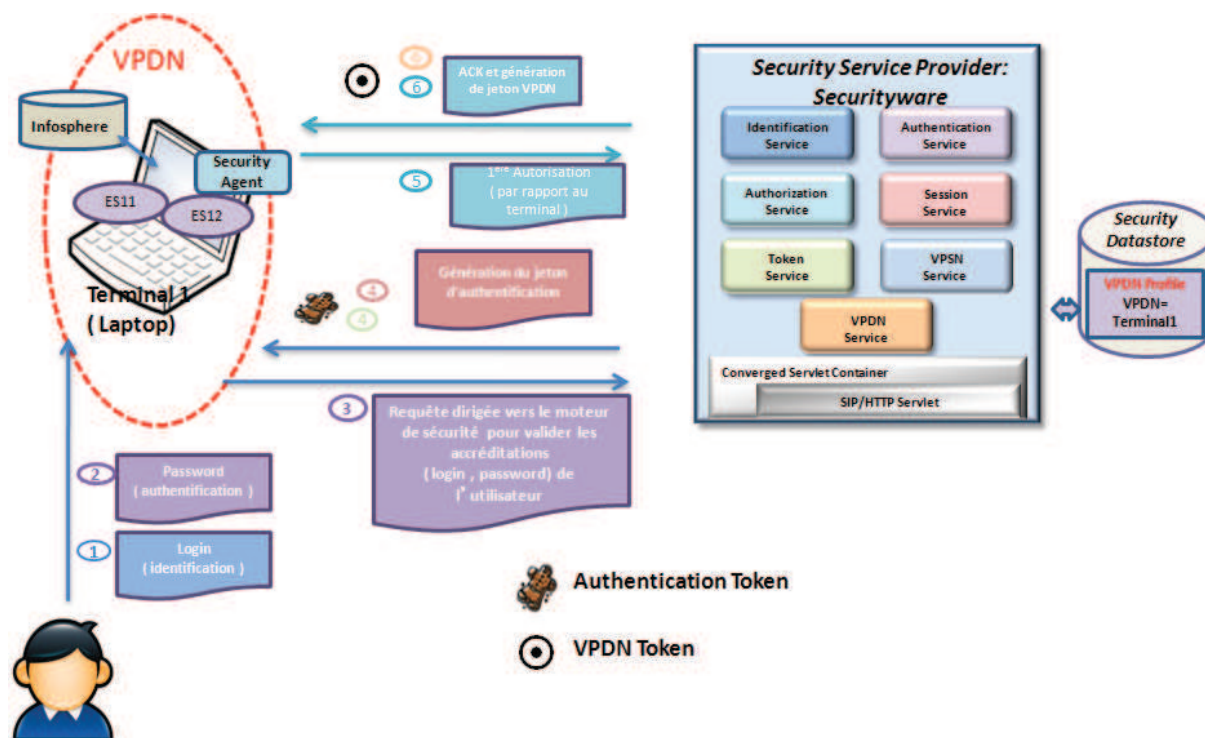 VPDN
Infosphere
Security
Agent
ES11
ES12
Terminal 1
( Laptop)
6
6
ACK et génération
de jeton VPDN
5
1ere Autorisation
( par rapport au
terminal )
4
4
Génération du jeton
d'authentification
3
Requête dirigée vers le moteur
de sécurité pour valider les
accréditations
( login , password) de
l' utilisateur
2
Password
( authentification )
1
Login
( identification )
Security Service Provider:
Securityware
Identification
Service
Authentication
Service
Authorization
Service
Session
Service
Token
Service
VPSN
Service
VPDN
Service
Converged Servlet Container
SIP/HTTP Servlet
Security
Datastore
VPDN Profile
VPDN=
Terminal1
Authentication Token
VPDN Token